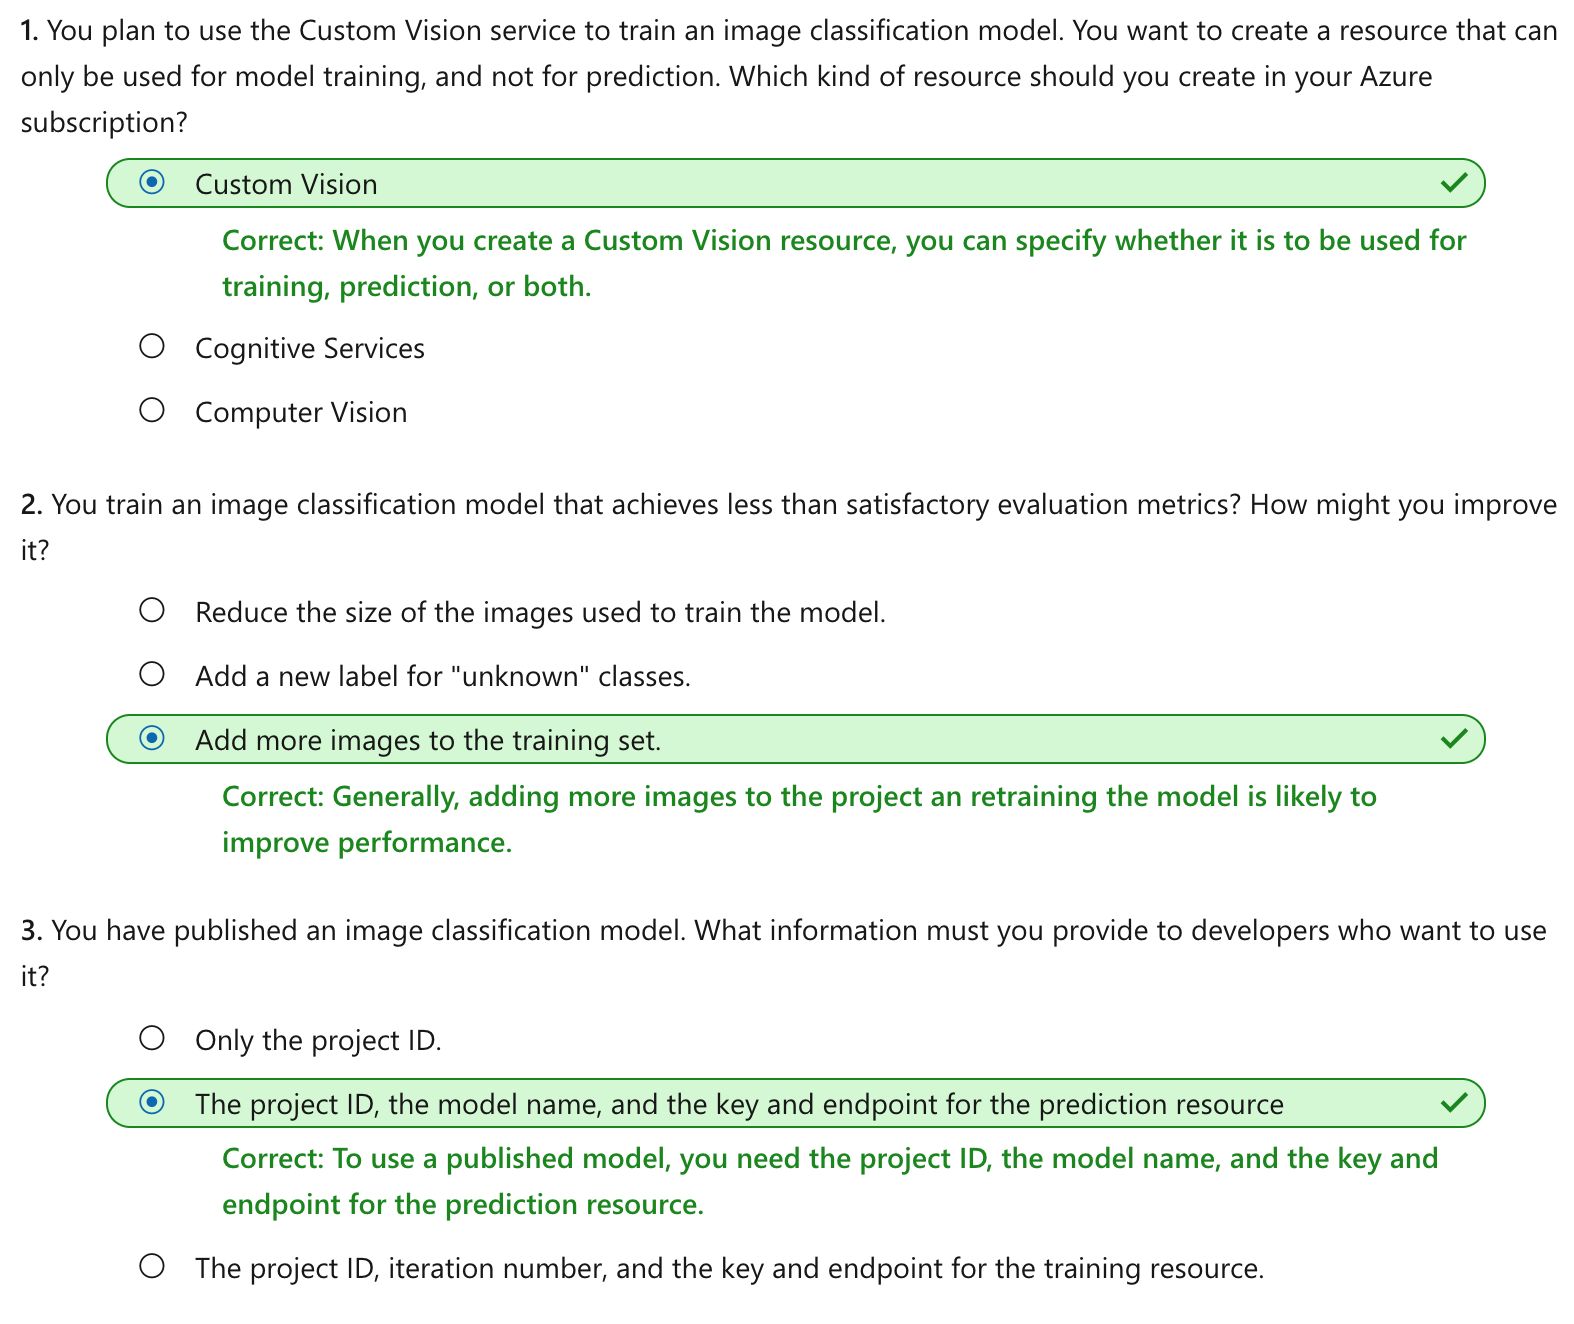 1. You plan to use the Custom Vision service to train an image classification model. You want to create a resource that can
only be used for model training, and not for prediction. Which kind of resource should you create in your Azure
subscription?
Custom Vision
Correct: When you create a Custom Vision resource, you can specify whether it is to be used for
training, prediction, or both.
Cognitive Services
Computer Vision
2. You train an image classification model that achieves less than satisfactory evaluation metrics? How might you improve
it?
Reduce the size of the images used to train the model.
Add a new label for "unknown" classes.
Add more images to the training set.
Correct: Generally, adding more images to the project an retraining the model is likely to
improve performance.
3. You have published an image classification model. What information must you provide to developers who want to use
it?
Only the project ID.
The project ID, the model name, and the key and endpoint for the prediction resource
Correct: To use a published model, you need the project ID, the model name, and the key and
endpoint for the prediction resource.
The project ID, iteration number, and the key and endpoint for the training resource.